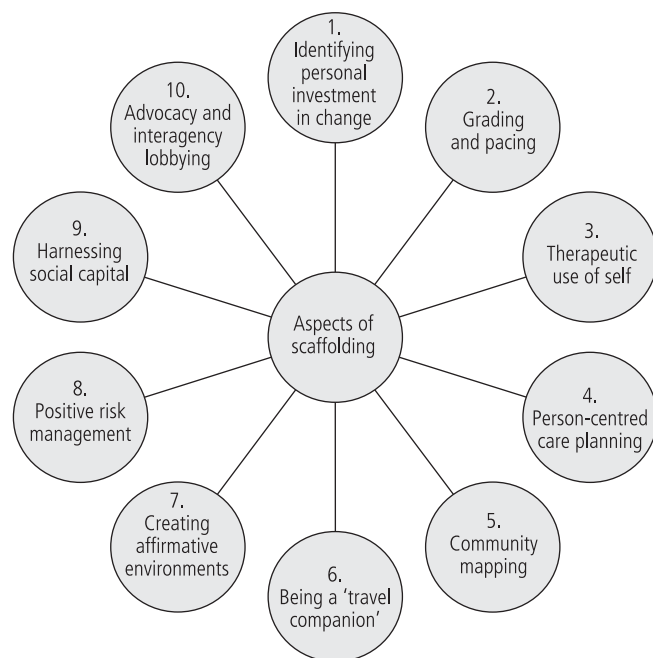 1.
Identifying
personal
investment
in change
2.
Grading
and pacing
3.
Therapeutic
use of self
4.
Person-centred
care planning
5.
Community
mapping
6.
Being a ‘travel
companion’
7.
Creating
affirmative
environments
8.
Positive risk
management
9.
Harnessing
social capital
10.
Advocacy and
interagency
lobbying
Aspects of
scaffolding